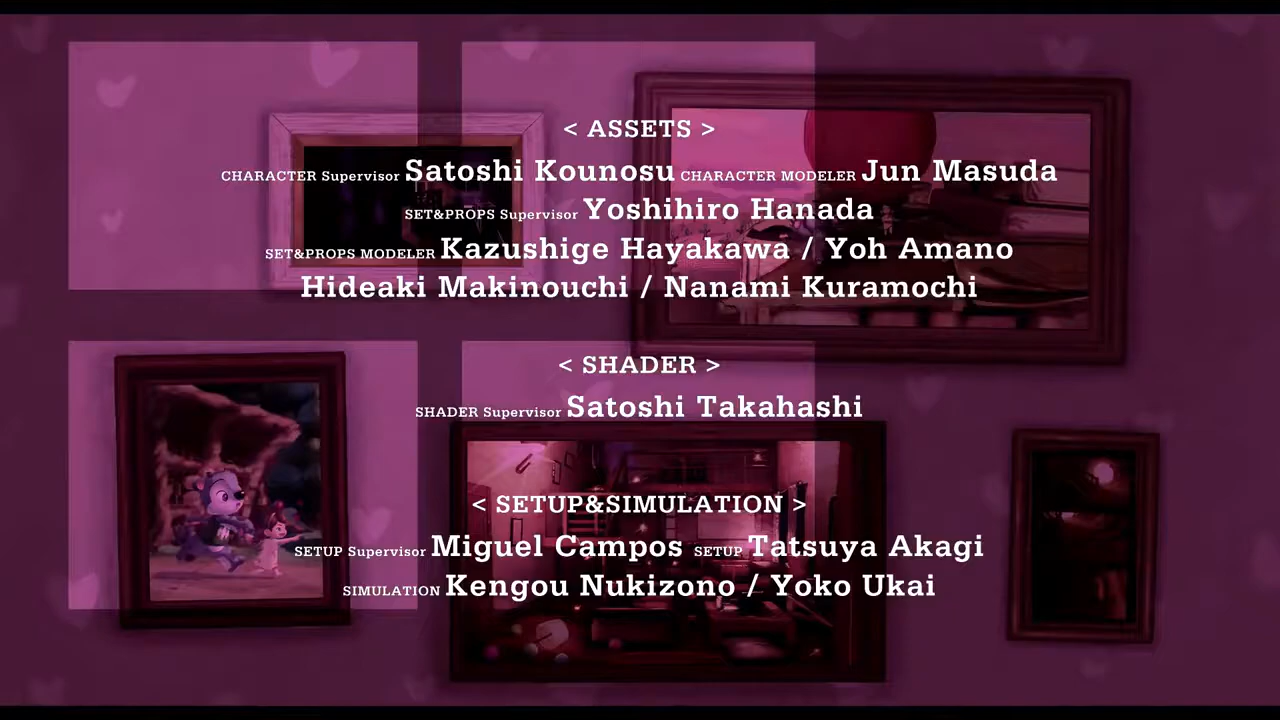 < ASSETS >
CHARACTER Supervisor Satoshi Kounosu CHARACTER MODELER Jun Masuda
SET&PROPS Supervisor Yoshihiro Hanada
SET&PROPS MODELER Kazushige Hayakawa / Yoh Amano
Hideaki Makinouchi / Nanami Kuramochi
< SHADER >
SHADER Supervisor Satoshi Takahashi
< SETUP&SIMULATION >
SETUP Supervisor Miguel Campos SETUP Tatsuya Akagi
SIMULATION Kengou Nukizono / Yoko Ukai